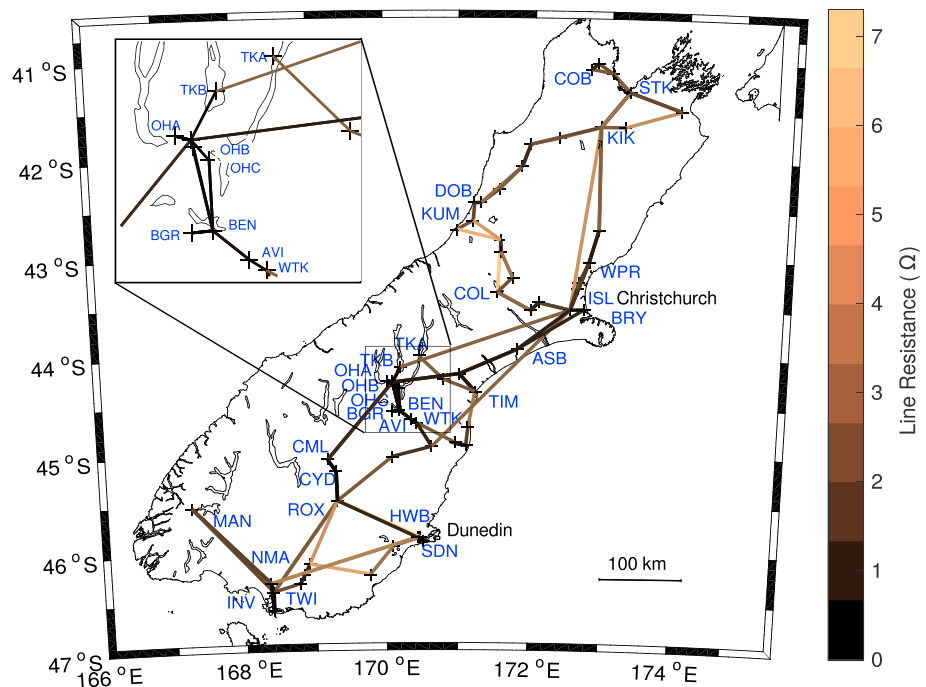 41 °S
42 °S
43 °S
44 °S
45 °S
46 °S
47 °S
166 °E
168 °E
170 °E
172 °E
174 °E
TKA
TKB
OHA
OHB
OHC
BGR
BEN
AVI
WTK
COB
STK
KIK
DOB
KUM
COL
WPR
ISL Christchurch
BRY
ASB
TKA
TKB
OHA
OHB
OHC
BGR
BEN
WTK
AVI
TIM
CML
CYD
ROX
HWB
Dunedin
SDN
MAN
NMA
INV
TWI
100 km
7
6
5
4
3
2
1
0
Line Resistance ( Ω)